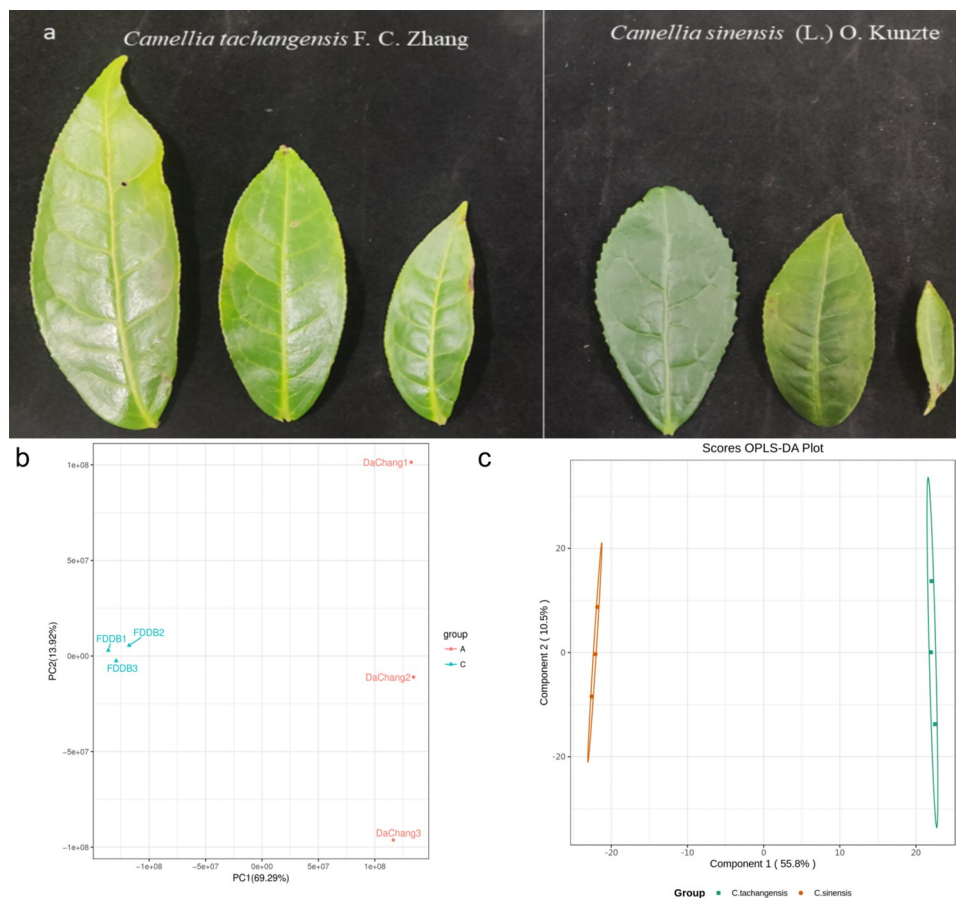 a
Camellia tachangensis F. C. Zhang
Camellia sinensis (L.) O. Kunzte
b
1e+08
5e+07
0e+00
−5e+07
−1e+08
PC2(13.92%)
DaChang1
FDDB1
FDDB2
FDDB3
DaChang2
DaChang3
−1e+08
−5e+07
0e+00
5e+07
1e+08
PC1(69.29%)
group
A
C
c
Scores OPLS-DA Plot
20
0
-20
Component 2 ( 10.5% )
-20
-10
0
10
20
Component 1 ( 55.8% )
Group
C.tachangensis
C.sinensis